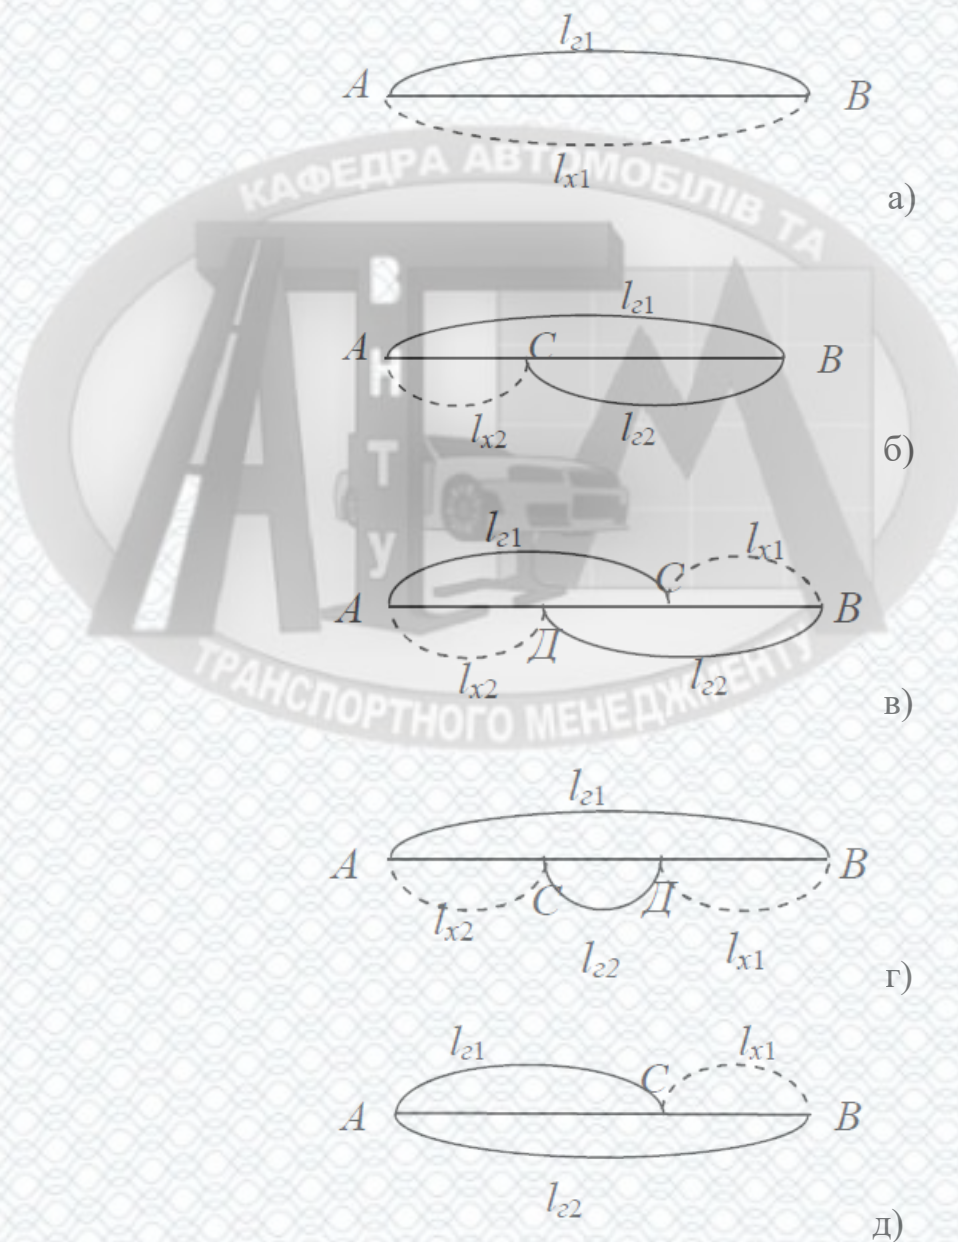 lг1
A B
lx1
а)
КАФЕДРА АВТОМОБІЛІВ ТА
ТРАНСПОРТНОГО МЕНЕДЖМЕНТУ
В
Н
Т
У
lг1
A C B
lx2 lг2
б)
lг1 lx1
A C B
Д
lx2 lг2
в)
lг1
A B
C Д
lx2 lг2 lx1
г)
lг1 lx1
C
A B
lг2
д)